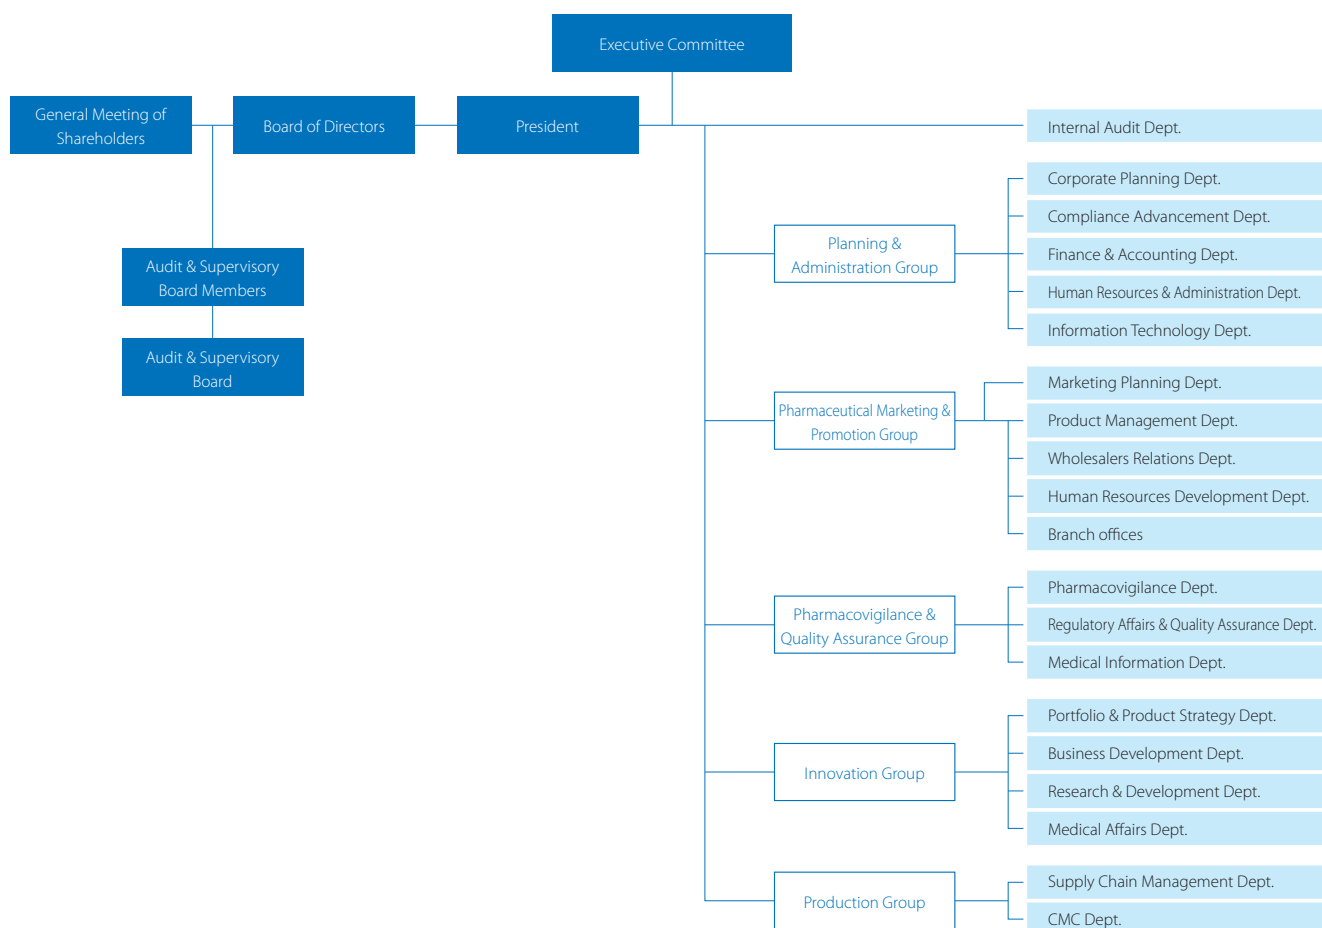 Executive Committee
General Meeting of
Shareholders
Board of Directors
President
Internal Audit Dept.
Audit & Supervisory
Board Members
Audit & Supervisory
Board
Planning &
Administration Group
Corporate Planning Dept.
Compliance Advancement Dept.
Finance & Accounting Dept.
Human Resources & Administration Dept.
Information Technology Dept.
Pharmaceutical Marketing &
Promotion Group
Marketing Planning Dept.
Product Management Dept.
Wholesalers Relations Dept.
Human Resources Development Dept.
Branch offices
Pharmacovigilance &
Quality Assurance Group
Pharmacovigilance Dept.
Regulatory Affairs & Quality Assurance Dept.
Medical Information Dept.
Innovation Group
Portfolio & Product Strategy Dept.
Business Development Dept.
Research & Development Dept.
Medical Affairs Dept.
Production Group
Supply Chain Management Dept.
CMC Dept.